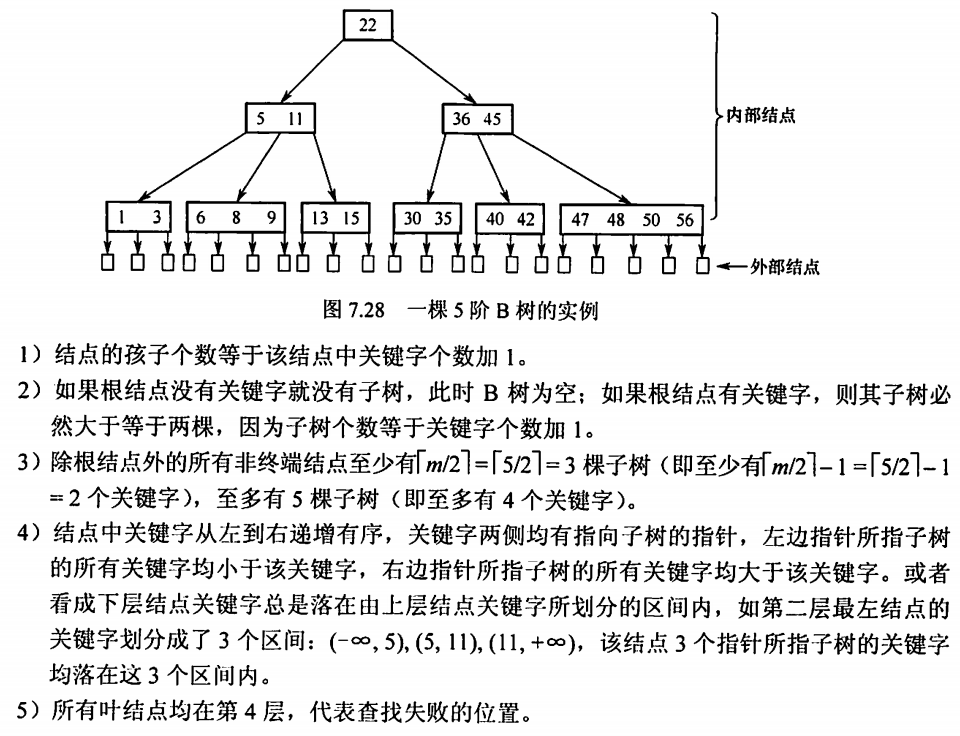 22
内部结点
5 11
36 45
1 3
6 8 9
13 15
30 35
40 42
47 48 50 56
外部结点
图 7.28 一棵 5 阶 B 树的实例
1）结点的孩子个数等于该结点中关键字个数加 1。
2）如果根结点没有关键字就没有子树，此时 B 树为空；如果根结点有关键字，则其子树必
然大于等于两棵，因为子树个数等于关键字个数加 1。
3）除根结点外的所有非终端结点至少有⌈m/2⌉=⌈5/2⌉=3 棵子树（即至少有⌈m/2⌉−1=⌈5/2⌉−1
=2 个关键字），至多有 5 棵子树（即至多有 4 个关键字）。
4）结点中关键字从左到右递增有序，关键字两侧均有指向子树的指针，左边指针所指子树
的所有关键字均小于该关键字，右边指针所指子树的所有关键字均大于该关键字。或者
看成下层结点关键字总是落在由上层结点关键字所划分的区间内，如第二层最左结点的
关键字划分成了 3 个区间：(−∞, 5), (5, 11), (11, +∞)，该结点 3 个指针所指子树的关键字
均落在这 3 个区间内。
5）所有叶结点均在第 4 层，代表查找失败的位置。